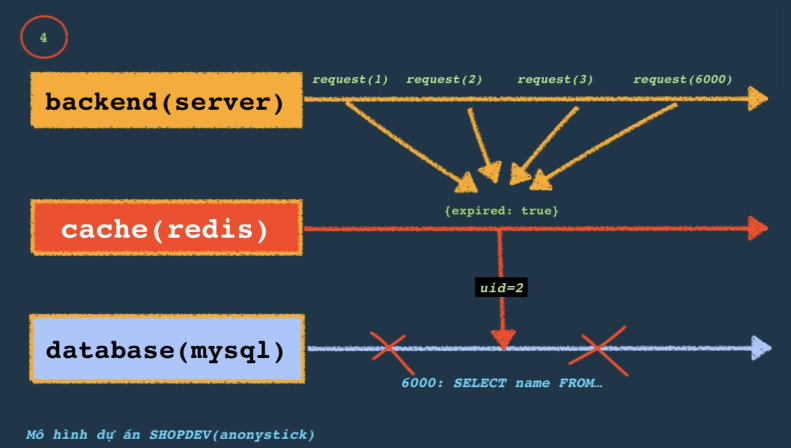 4
request(1) request(2) request(3) request(6000)
backend(server)
{expired: true}
cache(redis)
uid=2
database(mysql)
6000: SELECT name FROM…
Mô hình dự án SHOPDEV(anonystick)